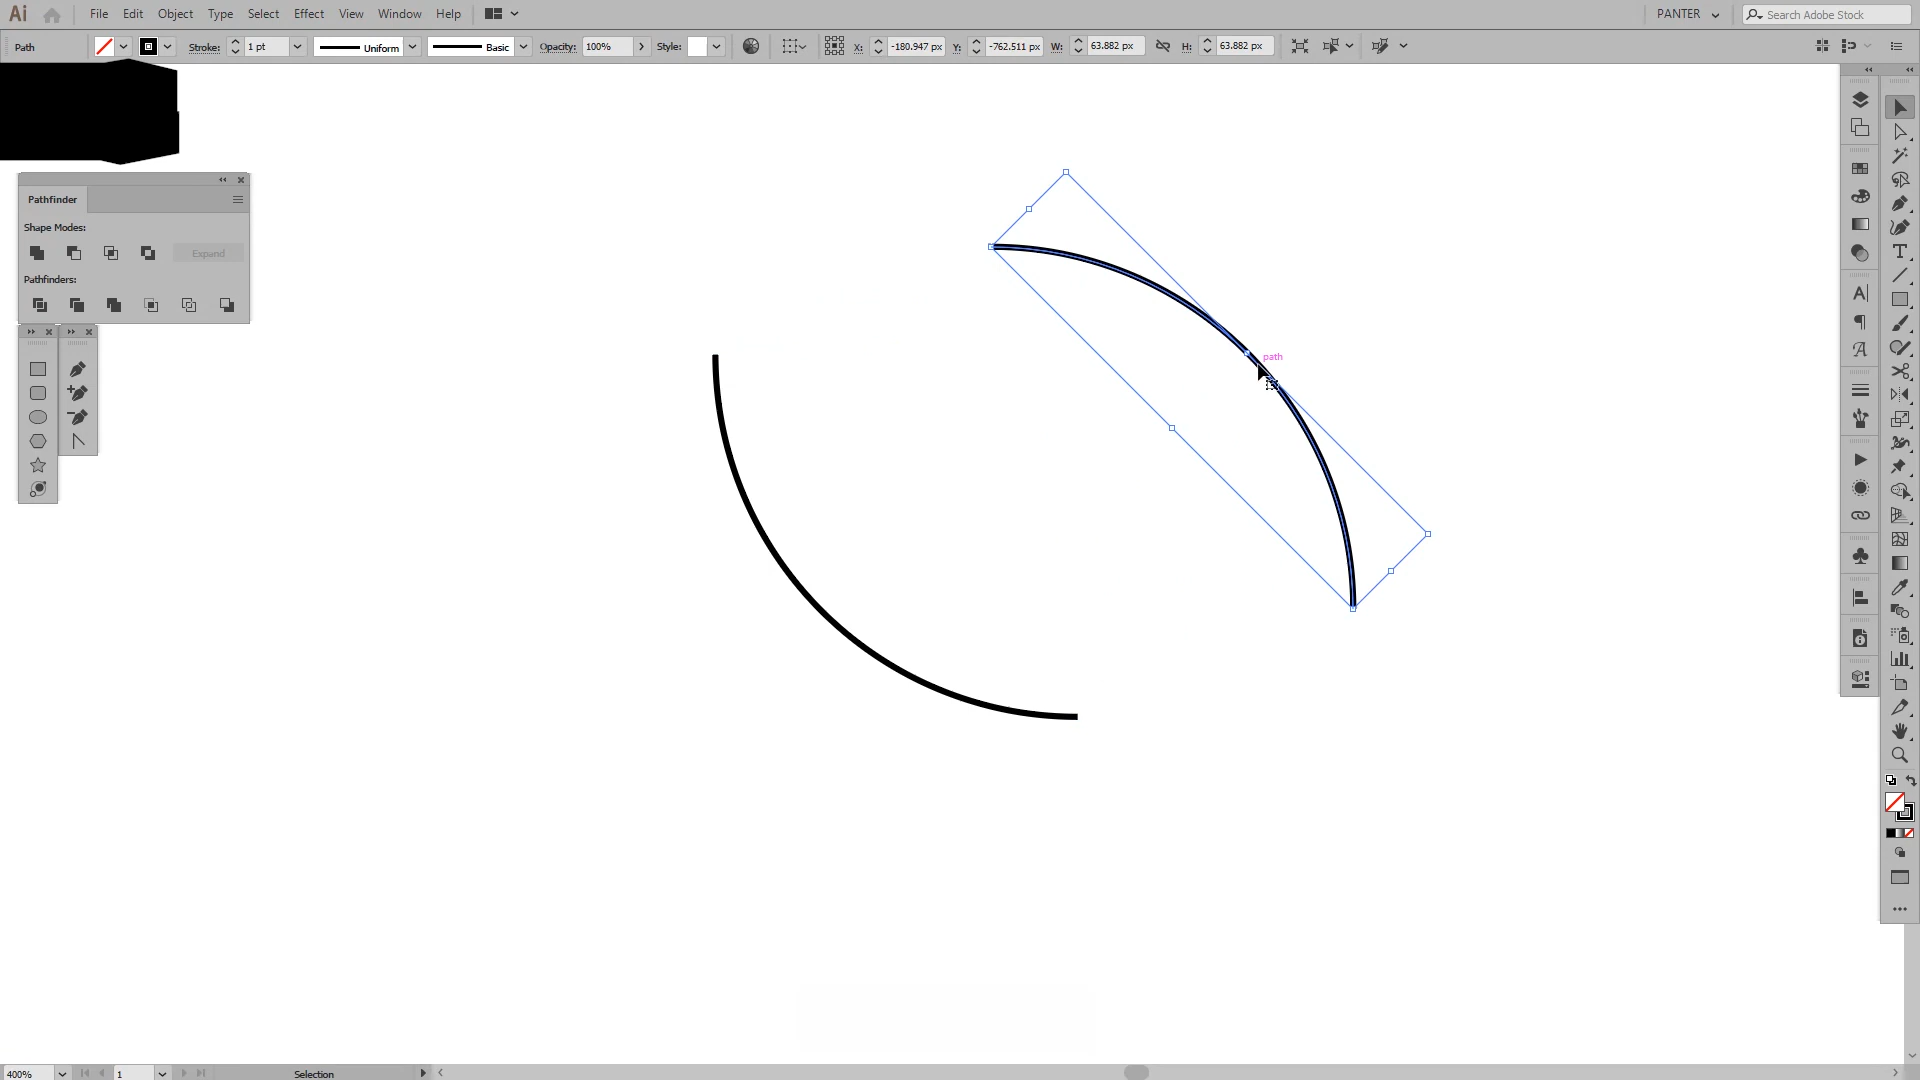 Ai File Edit Object Type Select Effect View Window Help PANTER Search Adobe Stock
Path Stroke: 1 pt Uniform Basic Opacity: 100% Style: X: -180.947 px Y: -762.511 px W: 63.882 px H: 63.882 px
Pathfinder
Shape Modes:
Expand
Pathfinders:
path
400% 1 Selection